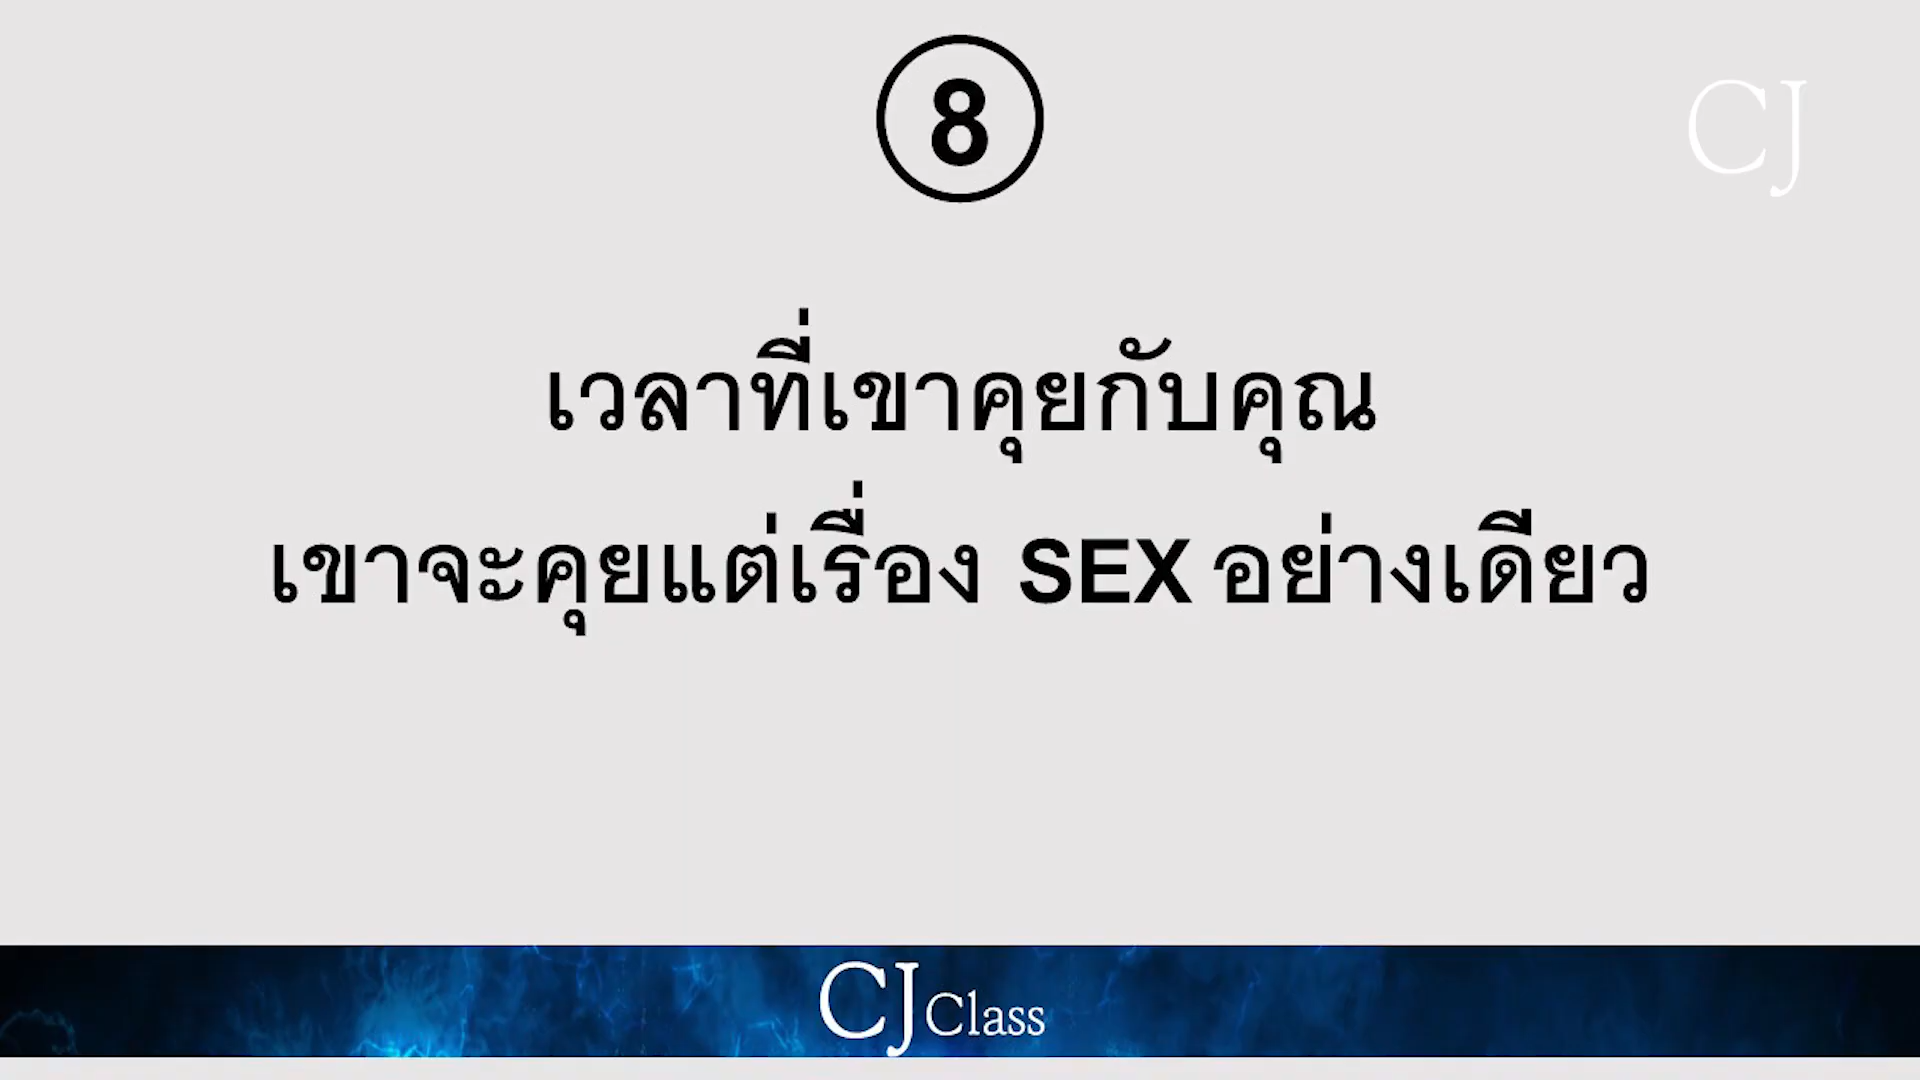 8
CJ
เวลาที่เขาคุยกับคุณ
เขาจะคุยแต่เรื่อง SEX อย่างเดียว
CJ Class